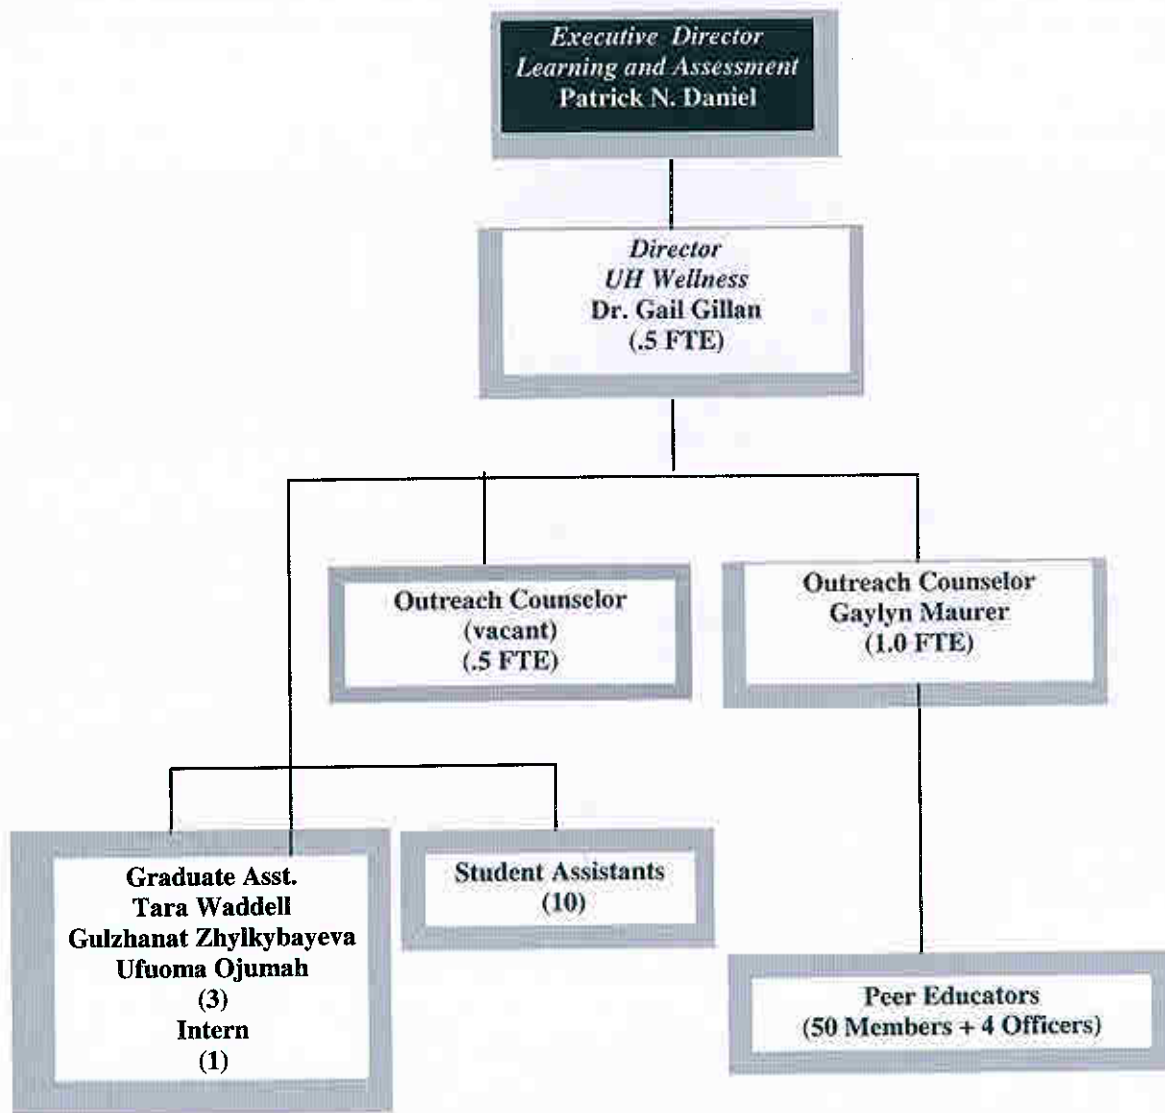 Executive Director
Learning and Assessment
Patrick N. Daniel
Director
UH Wellness
Dr. Gail Gillan
(.5 FTE)
Outreach Counselor
(vacant)
(.5 FTE)
Outreach Counselor
Gaylyn Maurer
(1.0 FTE)
Graduate Asst.
Tara Waddell
Gulzhanat Zhylkybayeva
Ufuoma Ojumah
(3)
Intern
(1)
Student Assistants
(10)
Peer Educators
(50 Members + 4 Officers)